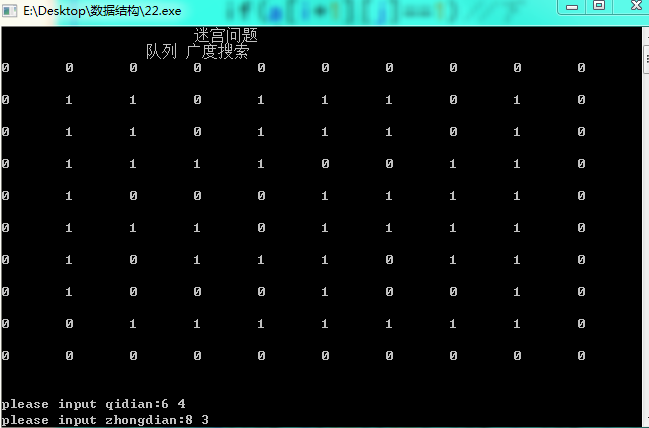 if(a[i+1][j]==1)//下
E:\Desktop\数据结构\22.exe
迷宫问题
队列 广度搜索
0 0 0 0 0 0 0 0 0 0
0 1 1 0 1 1 1 0 1 0
0 1 1 0 1 1 1 0 1 0
0 1 1 1 1 0 0 1 1 0
0 1 0 0 0 1 1 1 1 0
0 1 1 1 0 1 1 1 1 0
0 1 0 1 1 1 0 1 1 0
0 1 0 0 0 1 0 0 1 0
0 0 1 1 1 1 1 1 1 0
0 0 0 0 0 0 0 0 0 0
please input qidian:6 4
please input zhongdian:8 3